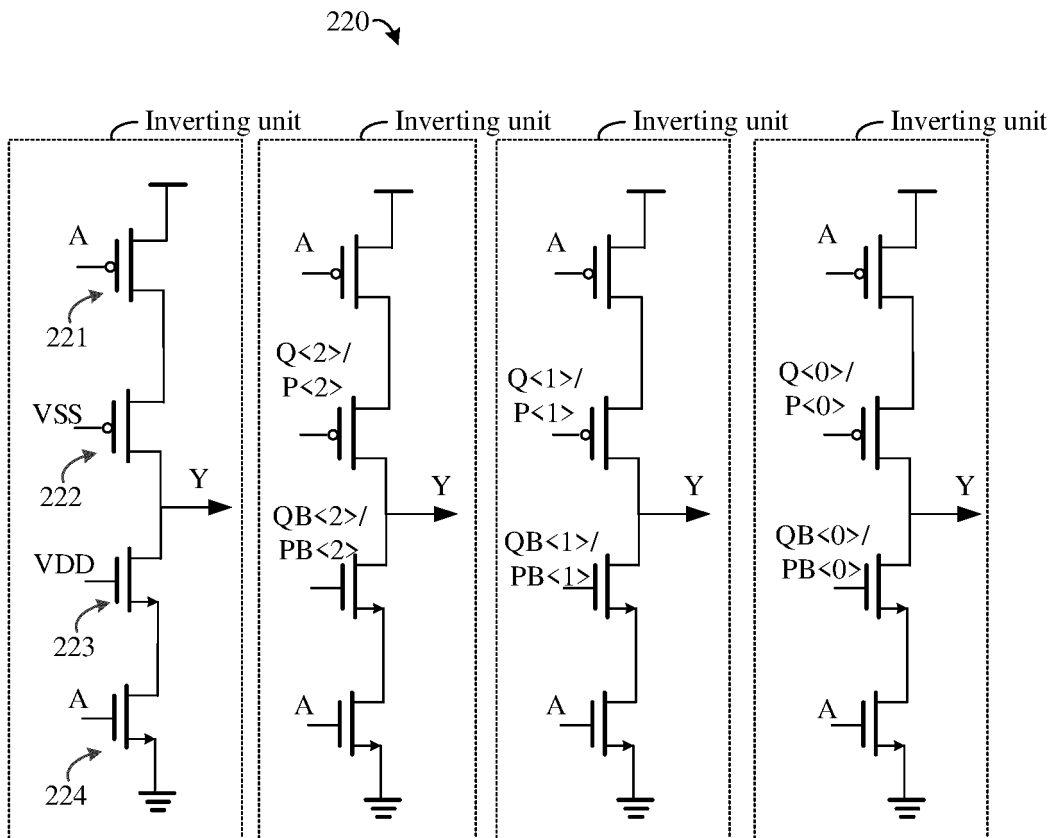 220
Inverting unit
Inverting unit
Inverting unit
Inverting unit
A
221
VSS
222
Y
VDD
223
A
224
A
Q<2>/
P<2>
Y
QB<2>/
PB<2>
A
A
Q<1>/
P<1>
Y
QB<1>/
PB<1>
A
A
Q<0>/
P<0>
Y
QB<0>/
PB<0>
A